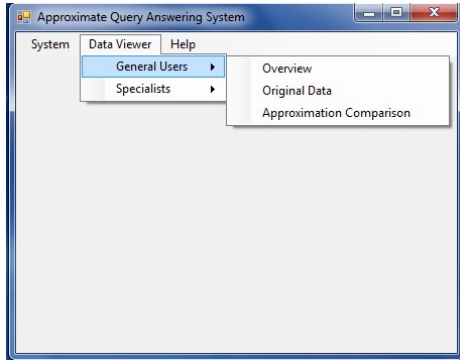 Approximate Query Answering System
System Data Viewer Help
General Users
Specialists
Overview
Original Data
Approximation Comparison